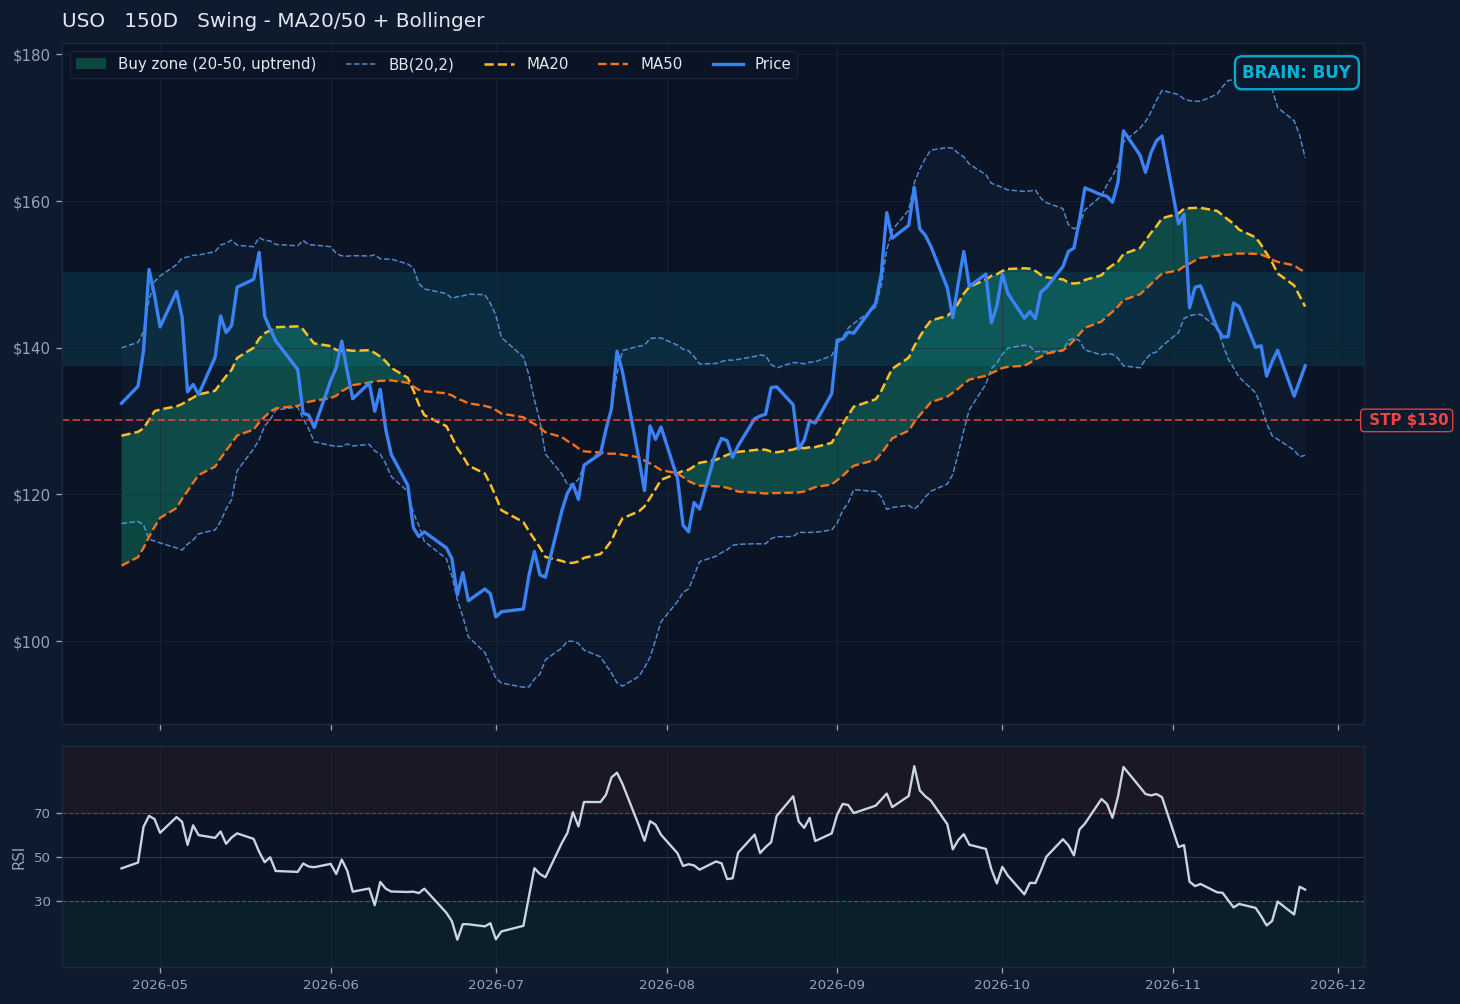 USO   150D   Swing - MA20/50 + Bollinger
Buy zone (20-50, uptrend)   BB(20,2)   MA20   MA50   Price
BRAIN: BUY
$180
$160
$140
$120
$100
STP $130
RSI
70
50
30
2026-05   2026-06   2026-07   2026-08   2026-09   2026-10   2026-11   2026-12